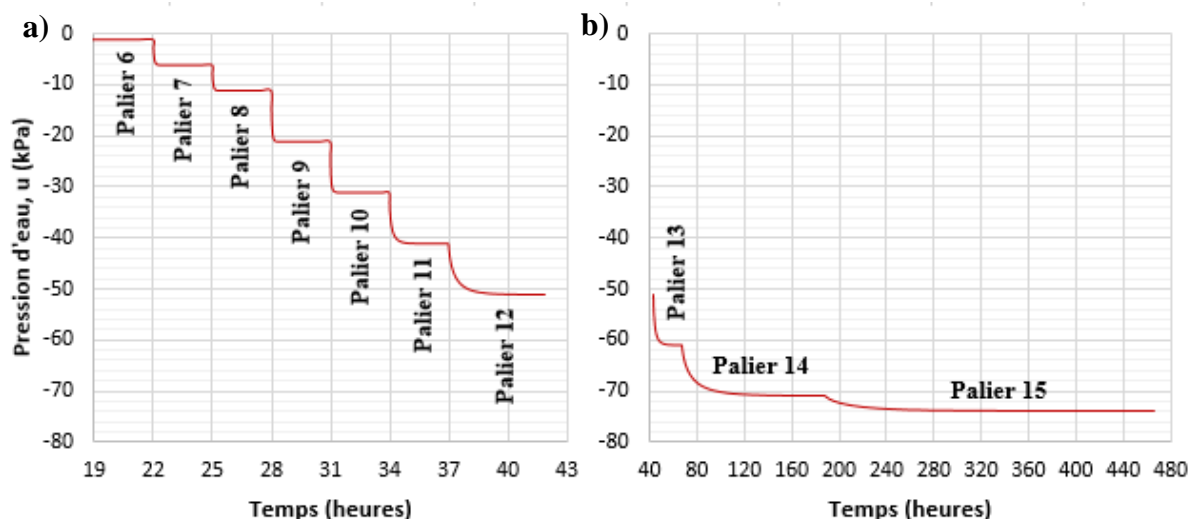 a)
Pression d'eau, u (kPa)
0
-10
-20
-30
-40
-50
-60
-70
-80
Palier 6
Palier 7
Palier 8
Palier 9
Palier 10
Palier 11
Palier 12
19 22 25 28 31 34 37 40 43
Temps (heures)
b)
0
-10
-20
-30
-40
-50
-60
-70
-80
Palier 13
Palier 14
Palier 15
40 80 120 160 200 240 280 320 360 400 440 480
Temps (heures)